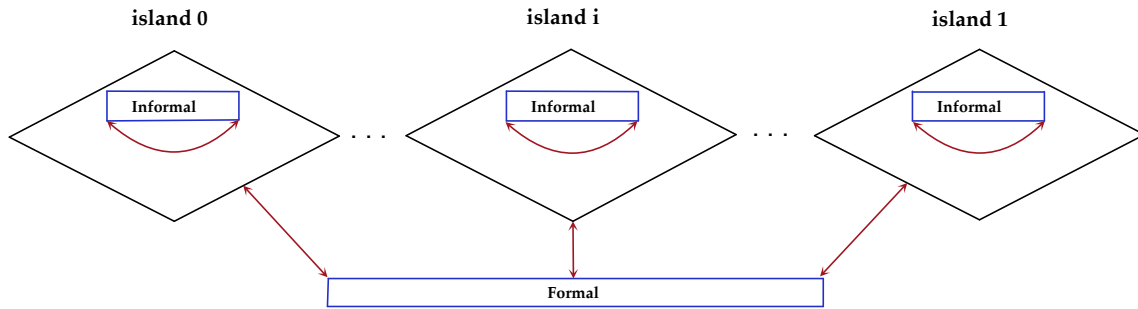 island 0
island i
island 1
Informal
Informal
Informal
. . .
. . .
Formal